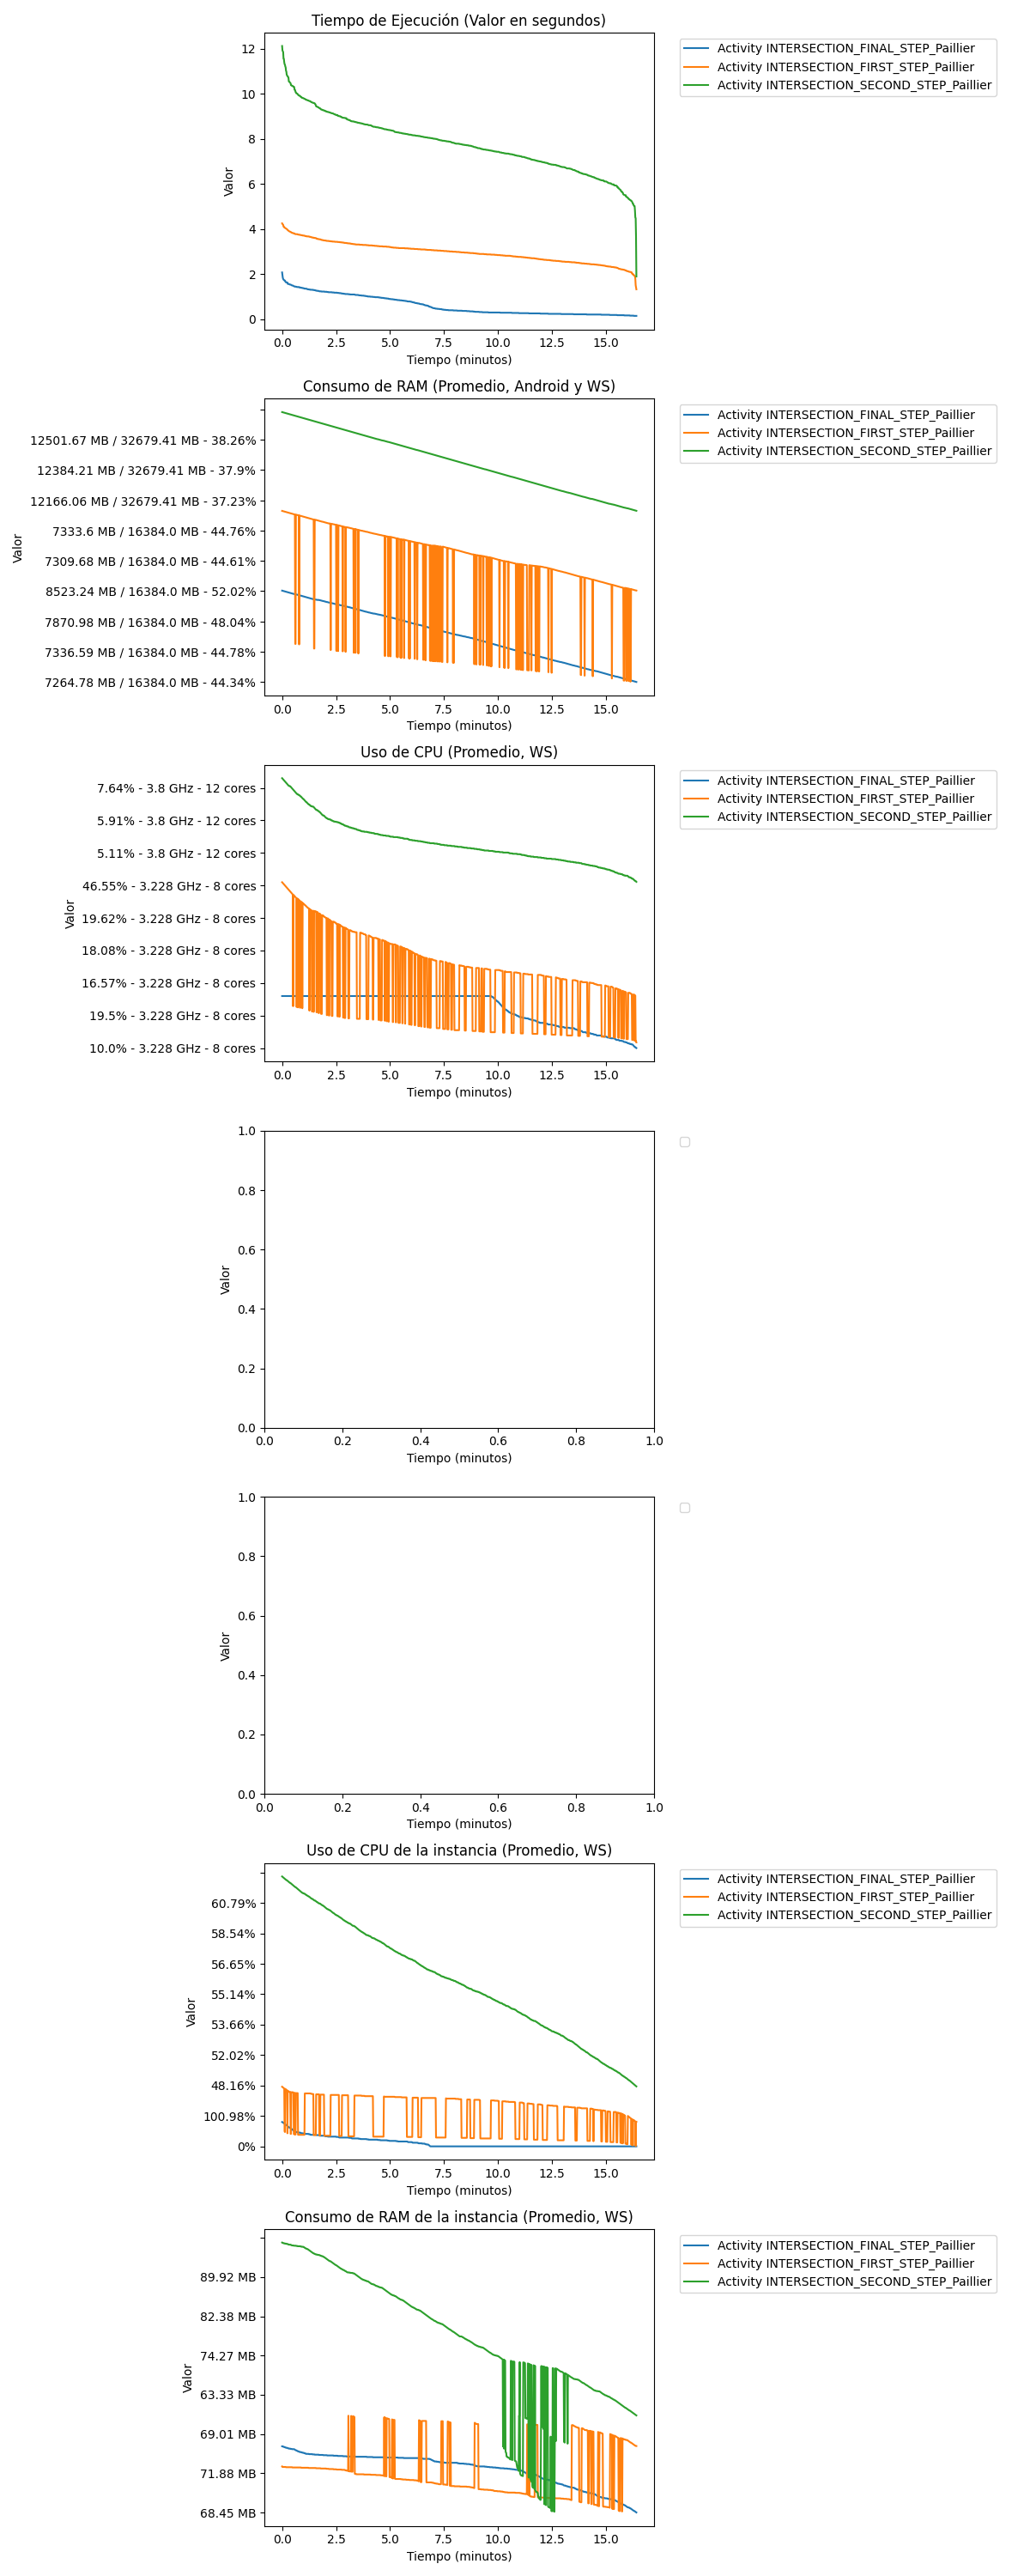 Tiempo de Ejecución (Valor en segundos)
12
10
8
6
4
2
0
Valor
0.0 2.5 5.0 7.5 10.0 12.5 15.0
Tiempo (minutos)
Activity INTERSECTION_FINAL_STEP_Paillier
Activity INTERSECTION_FIRST_STEP_Paillier
Activity INTERSECTION_SECOND_STEP_Paillier
Consumo de RAM (Promedio, Android y WS)
12501.67 MB / 32679.41 MB - 38.26%
12384.21 MB / 32679.41 MB - 37.9%
12166.06 MB / 32679.41 MB - 37.23%
7333.6 MB / 16384.0 MB - 44.76%
7309.68 MB / 16384.0 MB - 44.61%
8523.24 MB / 16384.0 MB - 52.02%
7870.98 MB / 16384.0 MB - 48.04%
7336.59 MB / 16384.0 MB - 44.78%
7264.78 MB / 16384.0 MB - 44.34%
Valor
0.0 2.5 5.0 7.5 10.0 12.5 15.0
Tiempo (minutos)
Activity INTERSECTION_FINAL_STEP_Paillier
Activity INTERSECTION_FIRST_STEP_Paillier
Activity INTERSECTION_SECOND_STEP_Paillier
Uso de CPU (Promedio, WS)
7.64% - 3.8 GHz - 12 cores
5.91% - 3.8 GHz - 12 cores
5.11% - 3.8 GHz - 12 cores
46.55% - 3.228 GHz - 8 cores
19.62% - 3.228 GHz - 8 cores
18.08% - 3.228 GHz - 8 cores
16.57% - 3.228 GHz - 8 cores
19.5% - 3.228 GHz - 8 cores
10.0% - 3.228 GHz - 8 cores
Valor
0.0 2.5 5.0 7.5 10.0 12.5 15.0
Tiempo (minutos)
Activity INTERSECTION_FINAL_STEP_Paillier
Activity INTERSECTION_FIRST_STEP_Paillier
Activity INTERSECTION_SECOND_STEP_Paillier
1.0
0.8
0.6
0.4
0.2
0.0
Valor
0.0 0.2 0.4 0.6 0.8 1.0
Tiempo (minutos)
1.0
0.8
0.6
0.4
0.2
0.0
Valor
0.0 0.2 0.4 0.6 0.8 1.0
Tiempo (minutos)
Uso de CPU de la instancia (Promedio, WS)
60.79%
58.54%
56.65%
55.14%
53.66%
52.02%
48.16%
100.98%
0%
Valor
0.0 2.5 5.0 7.5 10.0 12.5 15.0
Tiempo (minutos)
Activity INTERSECTION_FINAL_STEP_Paillier
Activity INTERSECTION_FIRST_STEP_Paillier
Activity INTERSECTION_SECOND_STEP_Paillier
Consumo de RAM de la instancia (Promedio, WS)
89.92 MB
82.38 MB
74.27 MB
63.33 MB
69.01 MB
71.88 MB
68.45 MB
Valor
0.0 2.5 5.0 7.5 10.0 12.5 15.0
Tiempo (minutos)
Activity INTERSECTION_FINAL_STEP_Paillier
Activity INTERSECTION_FIRST_STEP_Paillier
Activity INTERSECTION_SECOND_STEP_Paillier